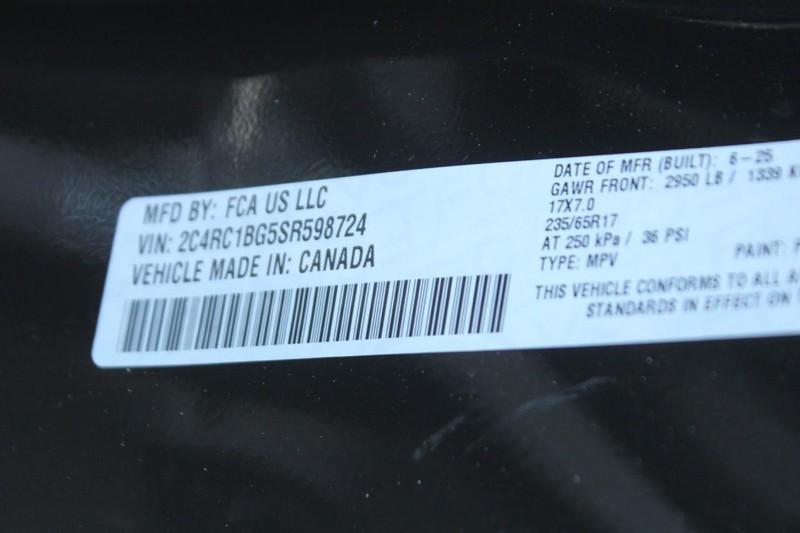 MFD BY: FCA US LLC
VIN: 2C4RC1BG5SR598724
VEHICLE MADE IN: CANADA
DATE OF MFR (BUILT): 6-25
GAWR FRONT: 2950 LB / 1339
17X7.0
235/65R17
AT 250 kPa / 36 PSI
TYPE: MPV
PAINT:
THIS VEHICLE CONFORMS TO ALL
STANDARDS IN EFFECT ON